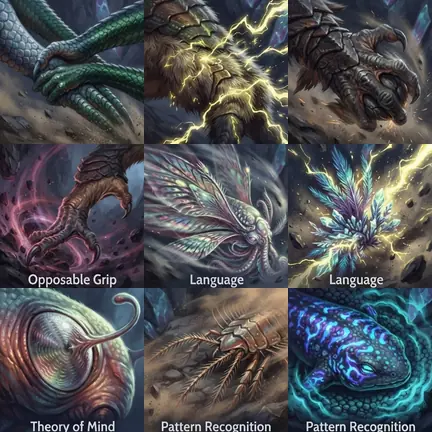 Opposable Grip
Language
Language
Theory of Mind
Pattern Recognition
Pattern Recognition